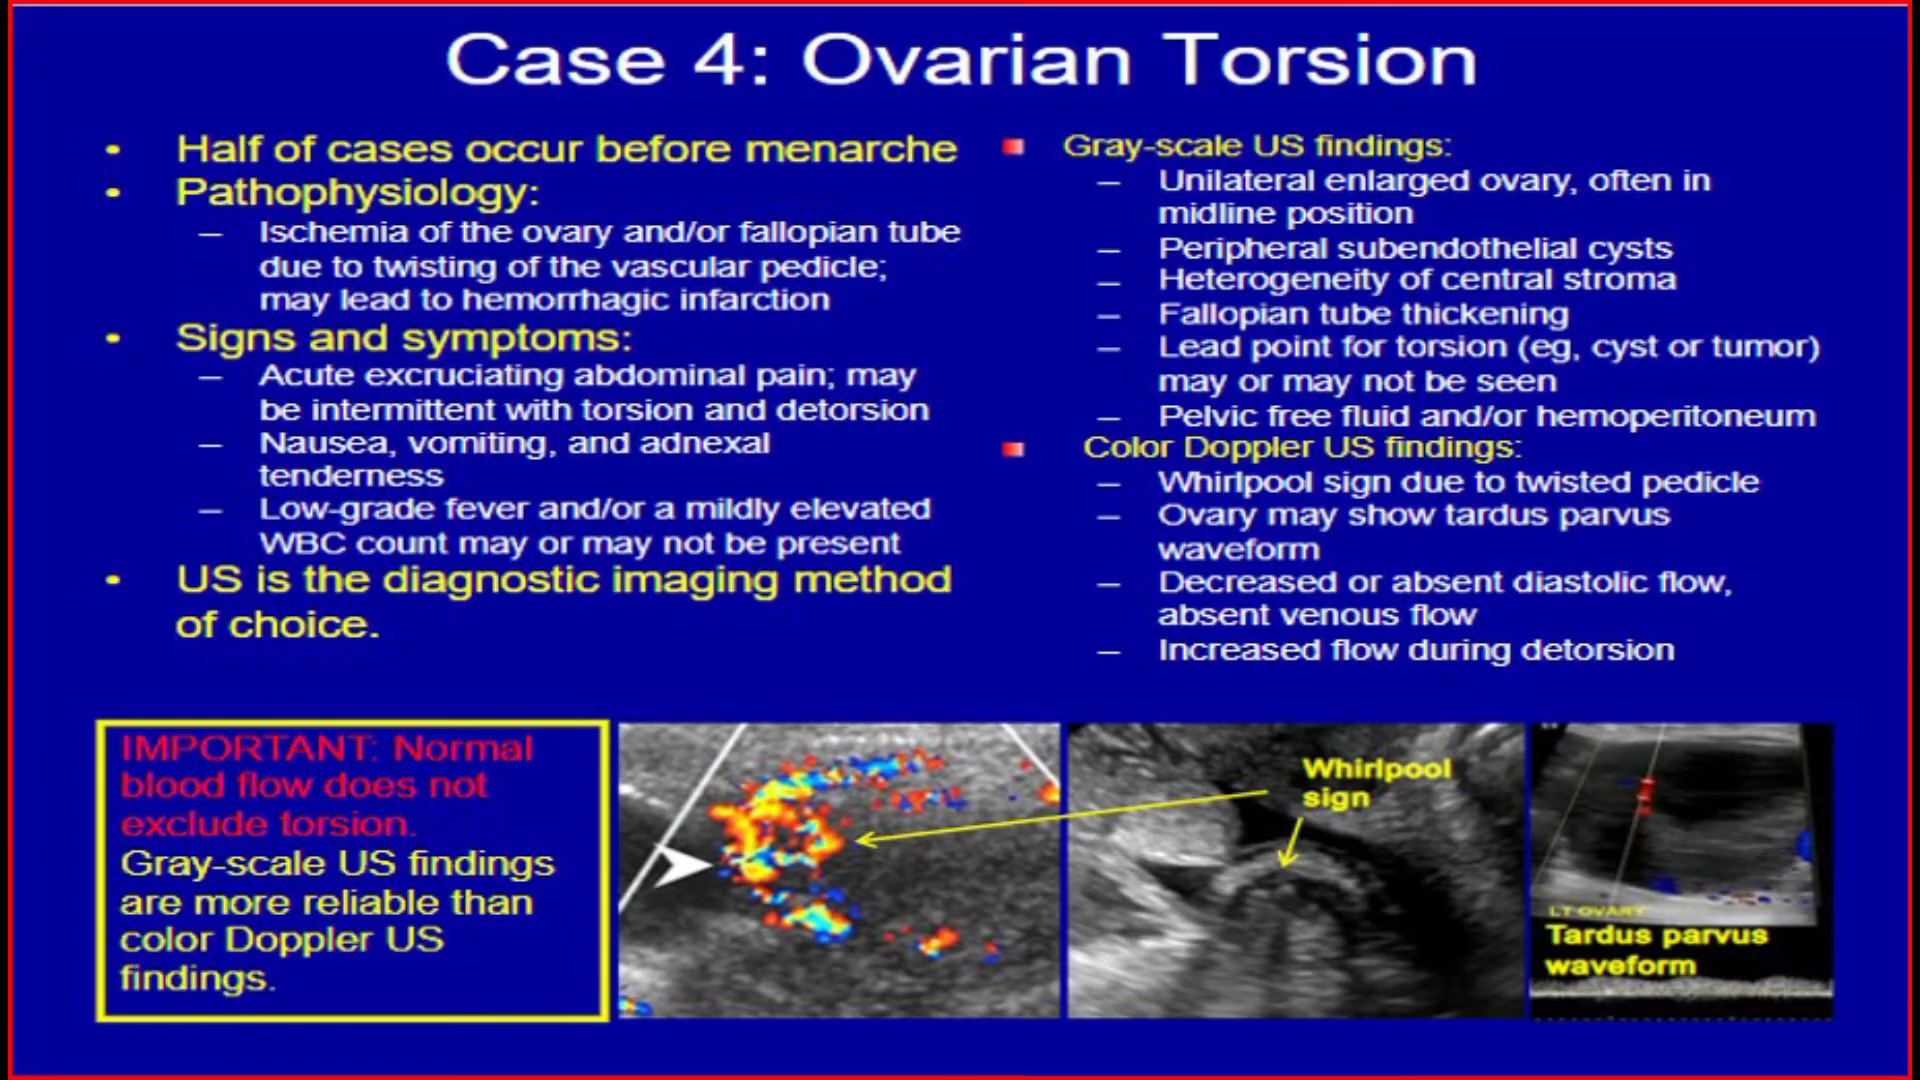 Case 4: Ovarian Torsion
• Half of cases occur before menarche
• Pathophysiology:
– Ischemia of the ovary and/or fallopian tube
due to twisting of the vascular pedicle;
may lead to hemorrhagic infarction
• Signs and symptoms:
– Acute excruciating abdominal pain; may
be intermittent with torsion and detorsion
– Nausea, vomiting, and adnexal
tenderness
– Low-grade fever and/or a mildly elevated
WBC count may or may not be present
• US is the diagnostic imaging method
of choice.
Gray-scale US findings:
– Unilateral enlarged ovary, often in
midline position
– Peripheral subendothelial cysts
– Heterogeneity of central stroma
– Fallopian tube thickening
– Lead point for torsion (eg, cyst or tumor)
may or may not be seen
– Pelvic free fluid and/or hemoperitoneum
Color Doppler US findings:
– Whirlpool sign due to twisted pedicle
– Ovary may show tardus parvus
waveform
– Decreased or absent diastolic flow,
absent venous flow
– Increased flow during detorsion
IMPORTANT: Normal
blood flow does not
exclude torsion.
Gray-scale US findings
are more reliable than
color Doppler US
findings.
Whirlpool
sign
LT OVARY
Tardus parvus
waveform